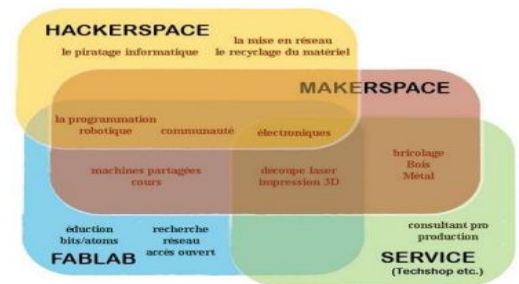 HACKERSPACE
la mise en réseau
le piratage informatique
le recyclage du matériel
MAKERSPACE
la programmation
robotique
communauté
électroniques
machines partagées
cours
découpe laser
impression 3D
bricolage
Bois
Métal
éduction
bits/atoms
recherche
réseau
accès ouvert
consultant pro
production
FABLAB
SERVICE
(Techshop etc.)